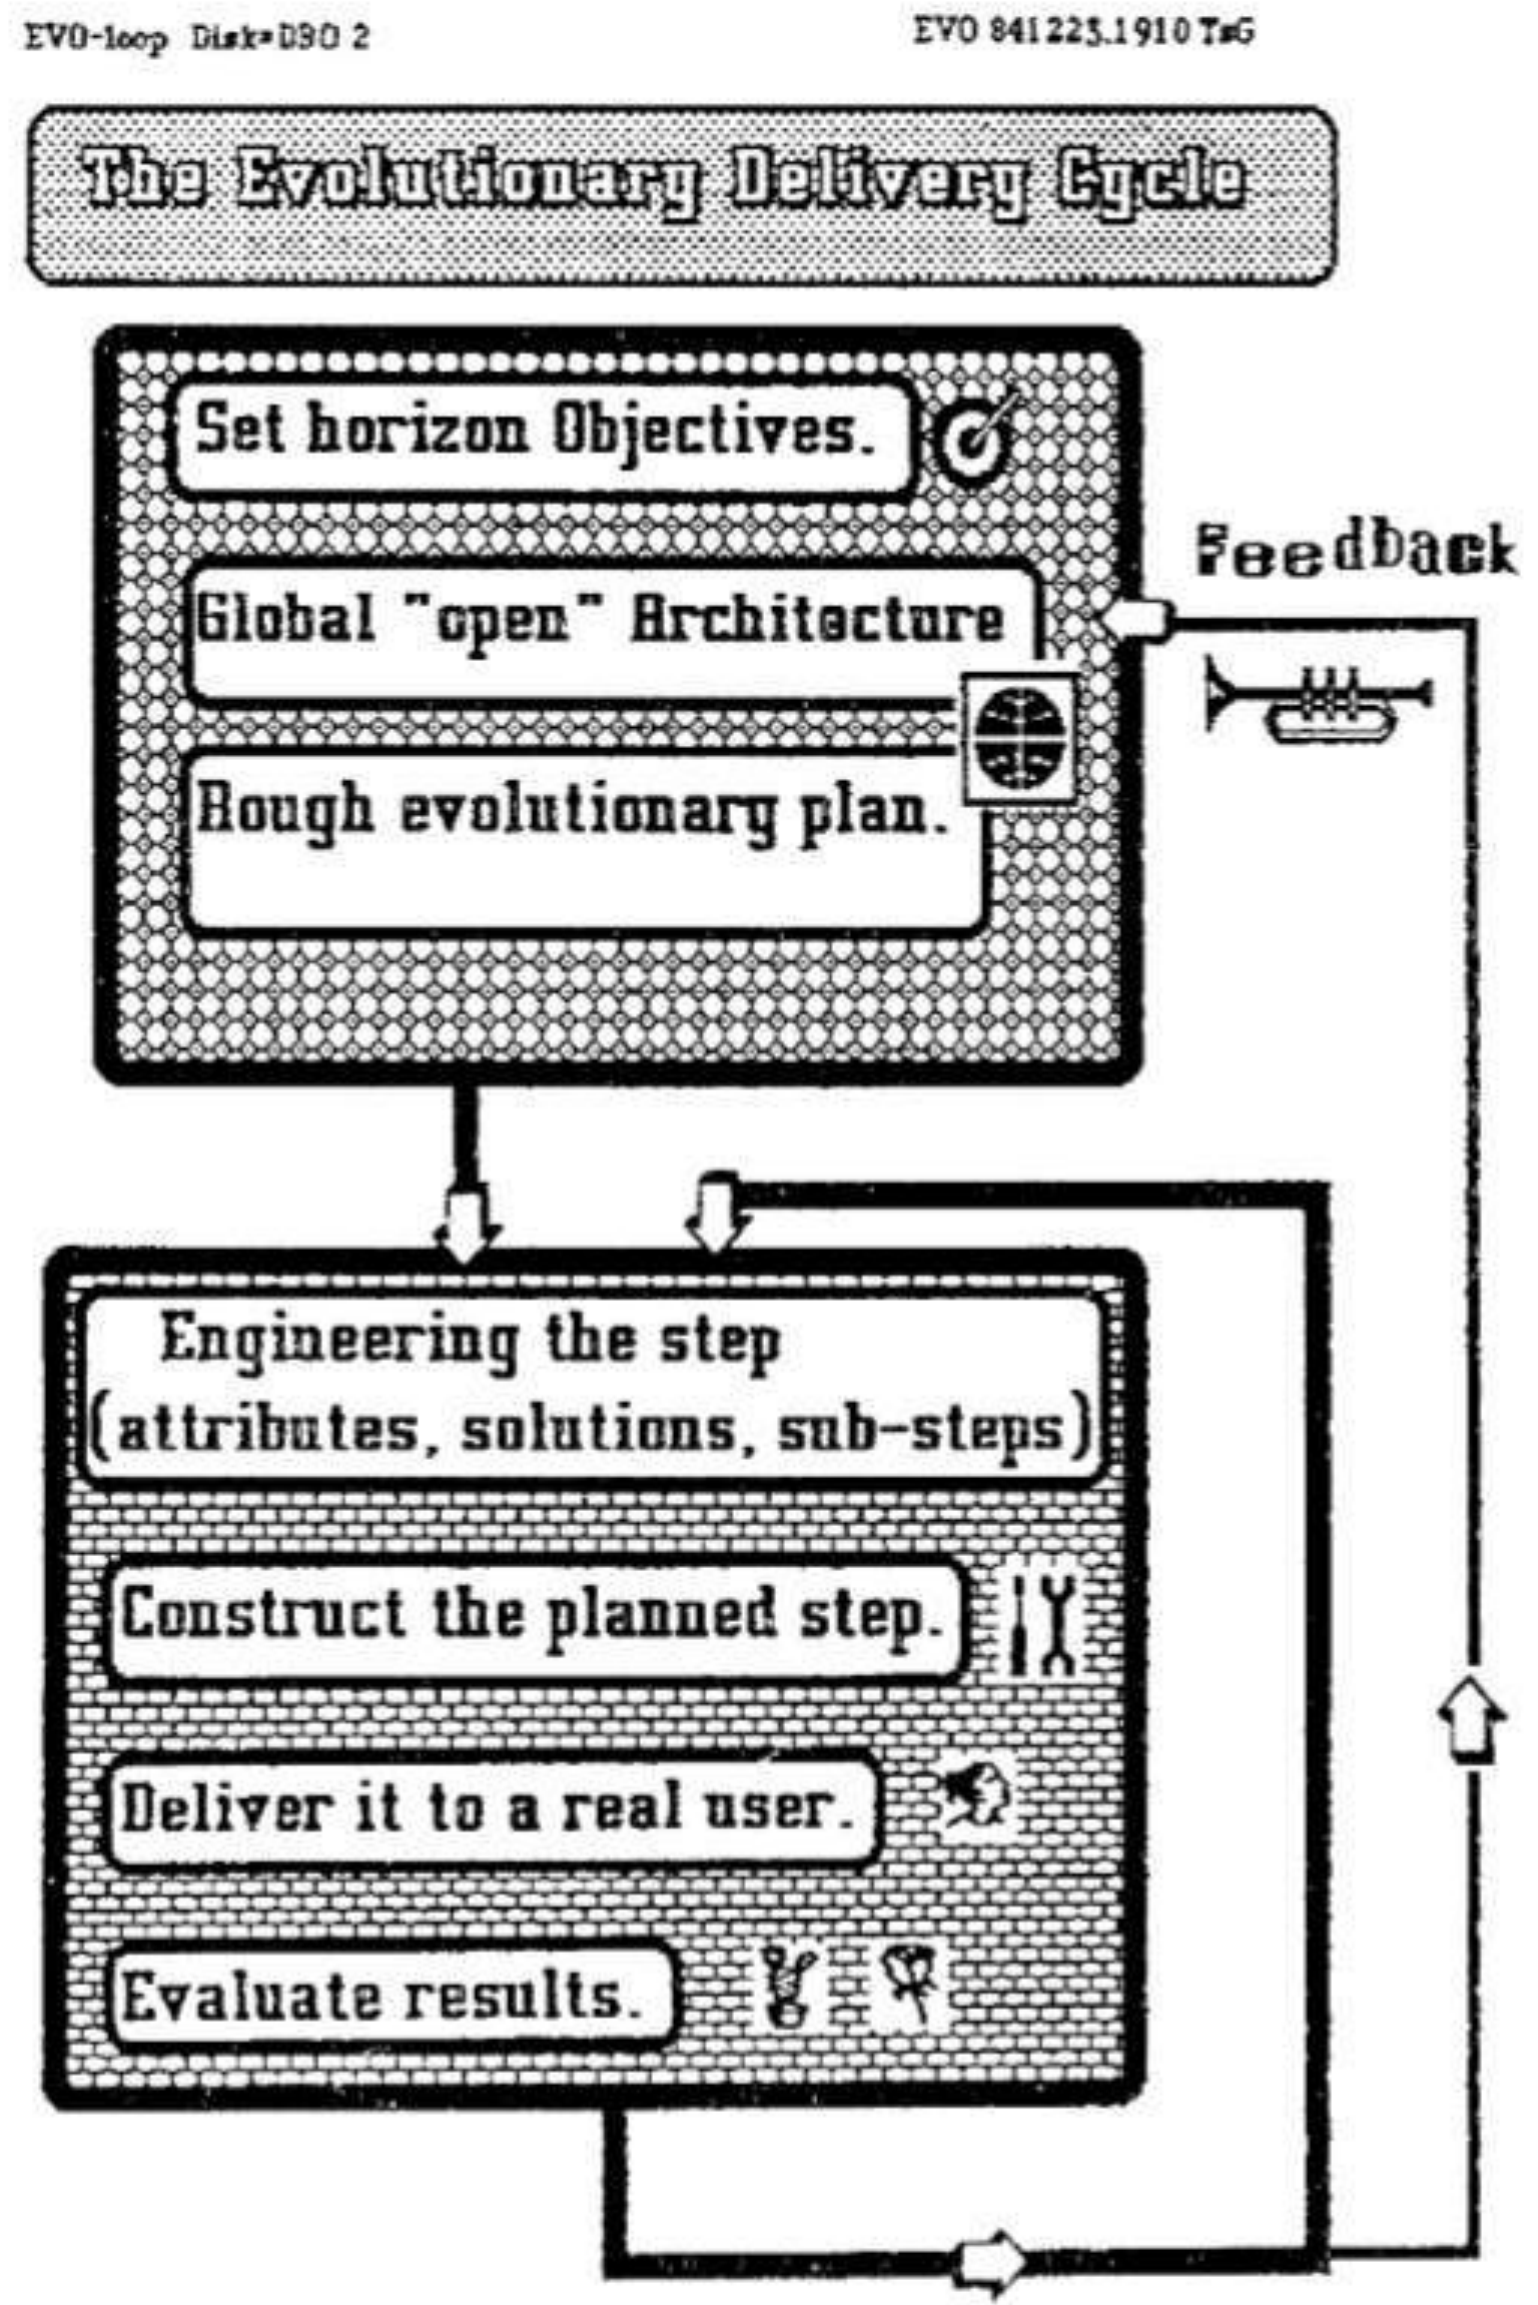 EVO-loop Disk=D30 2
EVO 841223.1910 TsG
The Evolutionary Delivery Cycle
Set horizon Objectives.
Feedback
Global "open" Architecture
Rough evolutionary plan.
Engineering the step
(attributes, solutions, sub-steps)
Construct the planned step.
Deliver it to a real user.
Evaluate results.